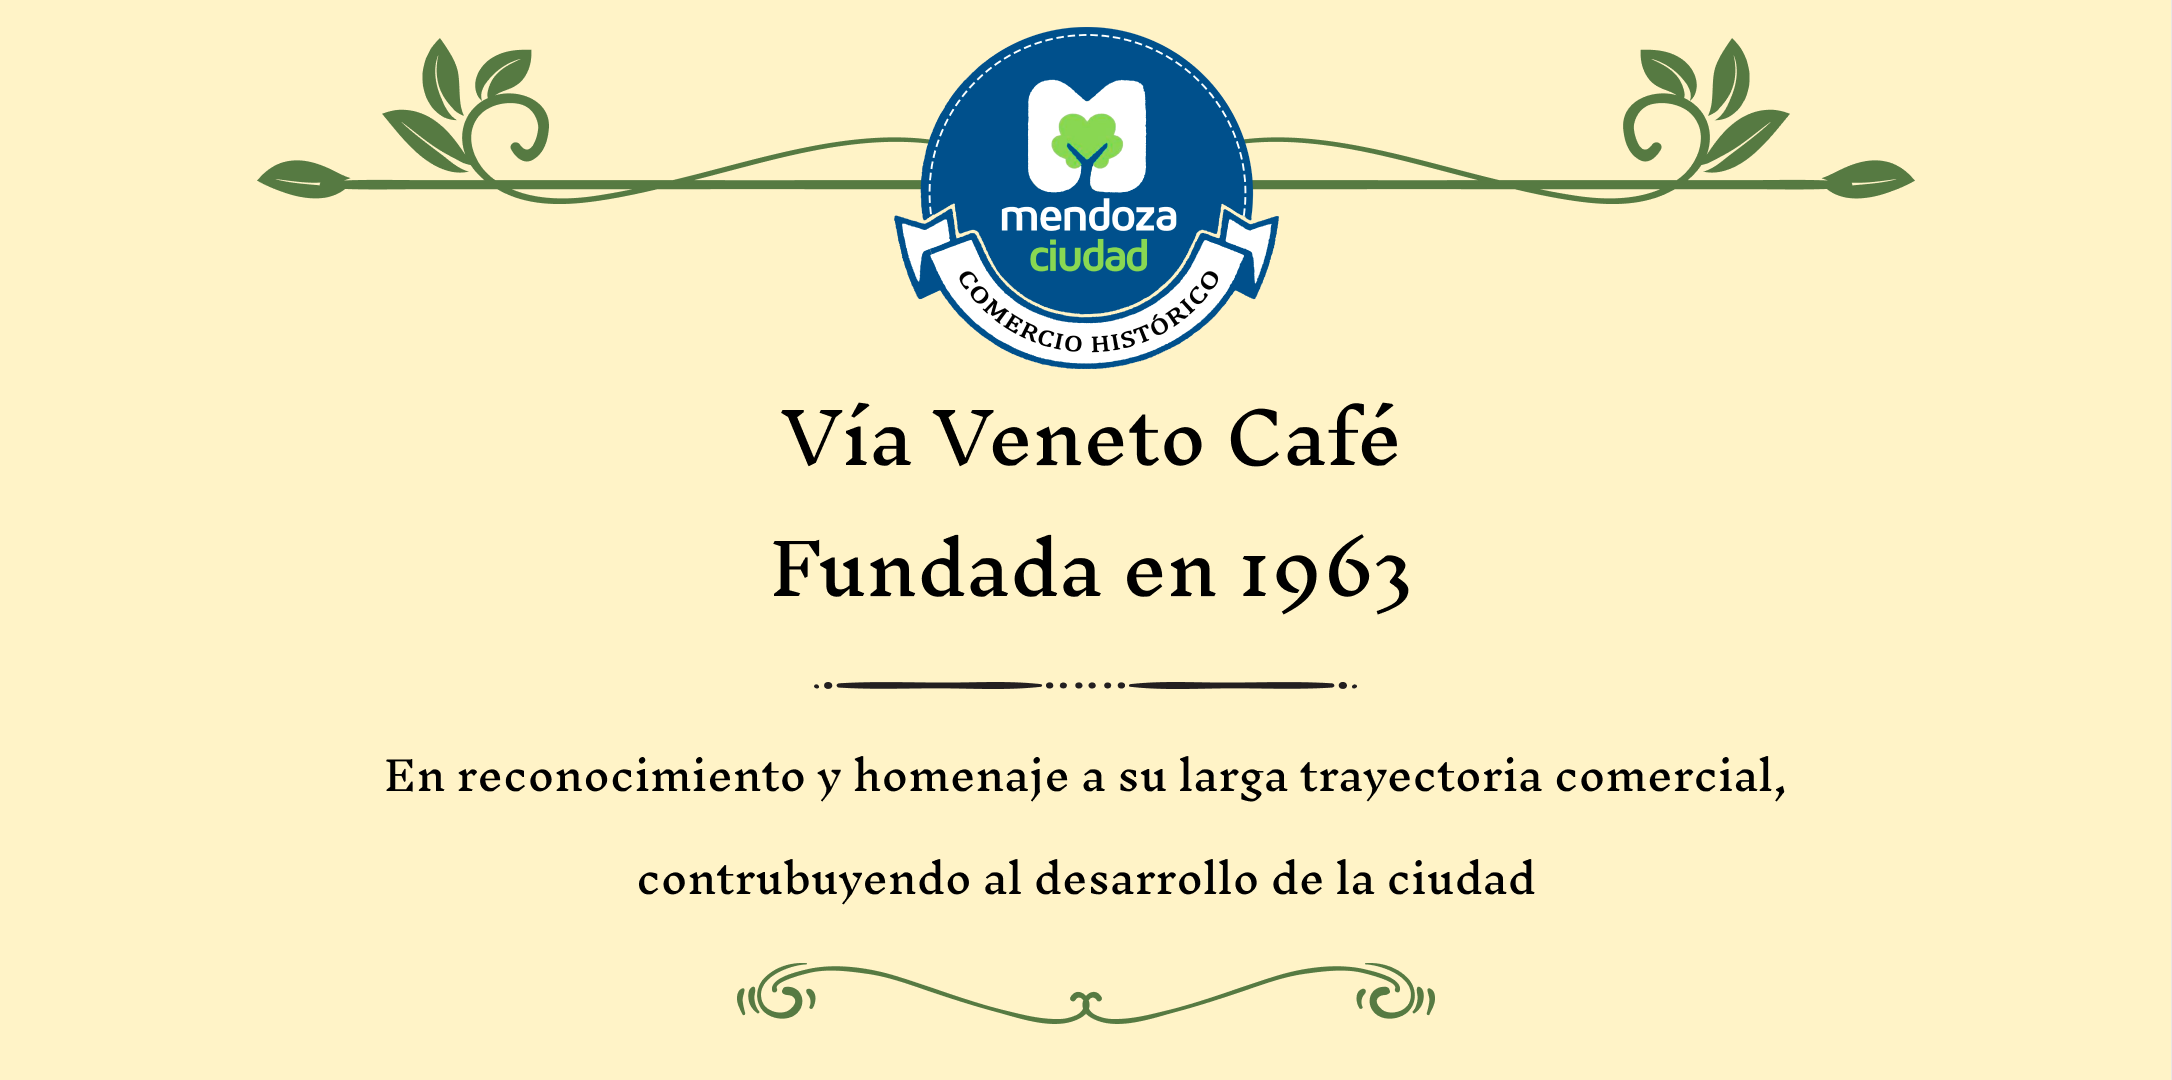 mendoza
ciudad
COMERCIO HISTÓRICO
Vía Veneto Café
Fundada en 1963
En reconocimiento y homenaje a su larga trayectoria comercial,
contrubuyendo al desarrollo de la ciudad